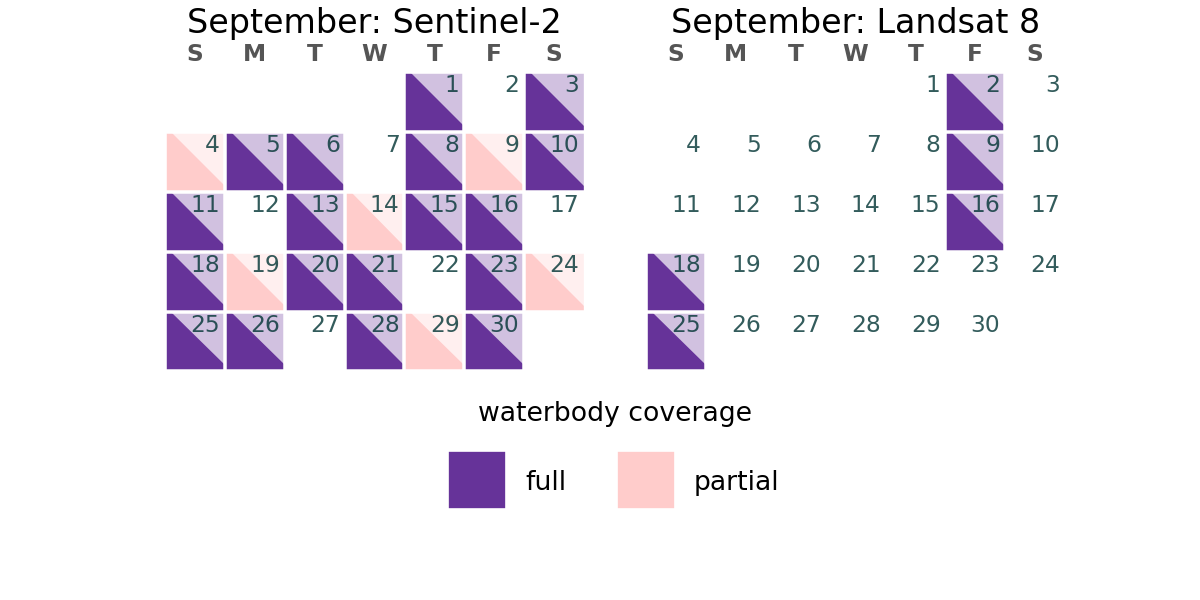 September: Sentinel-2
S M T W T F S
1 2 3
4 5 6 7 8 9 10
11 12 13 14 15 16 17
18 19 20 21 22 23 24
25 26 27 28 29 30
September: Landsat 8
S M T W T F S
1 2 3
4 5 6 7 8 9 10
11 12 13 14 15 16 17
18 19 20 21 22 23 24
25 26 27 28 29 30
waterbody coverage
full partial